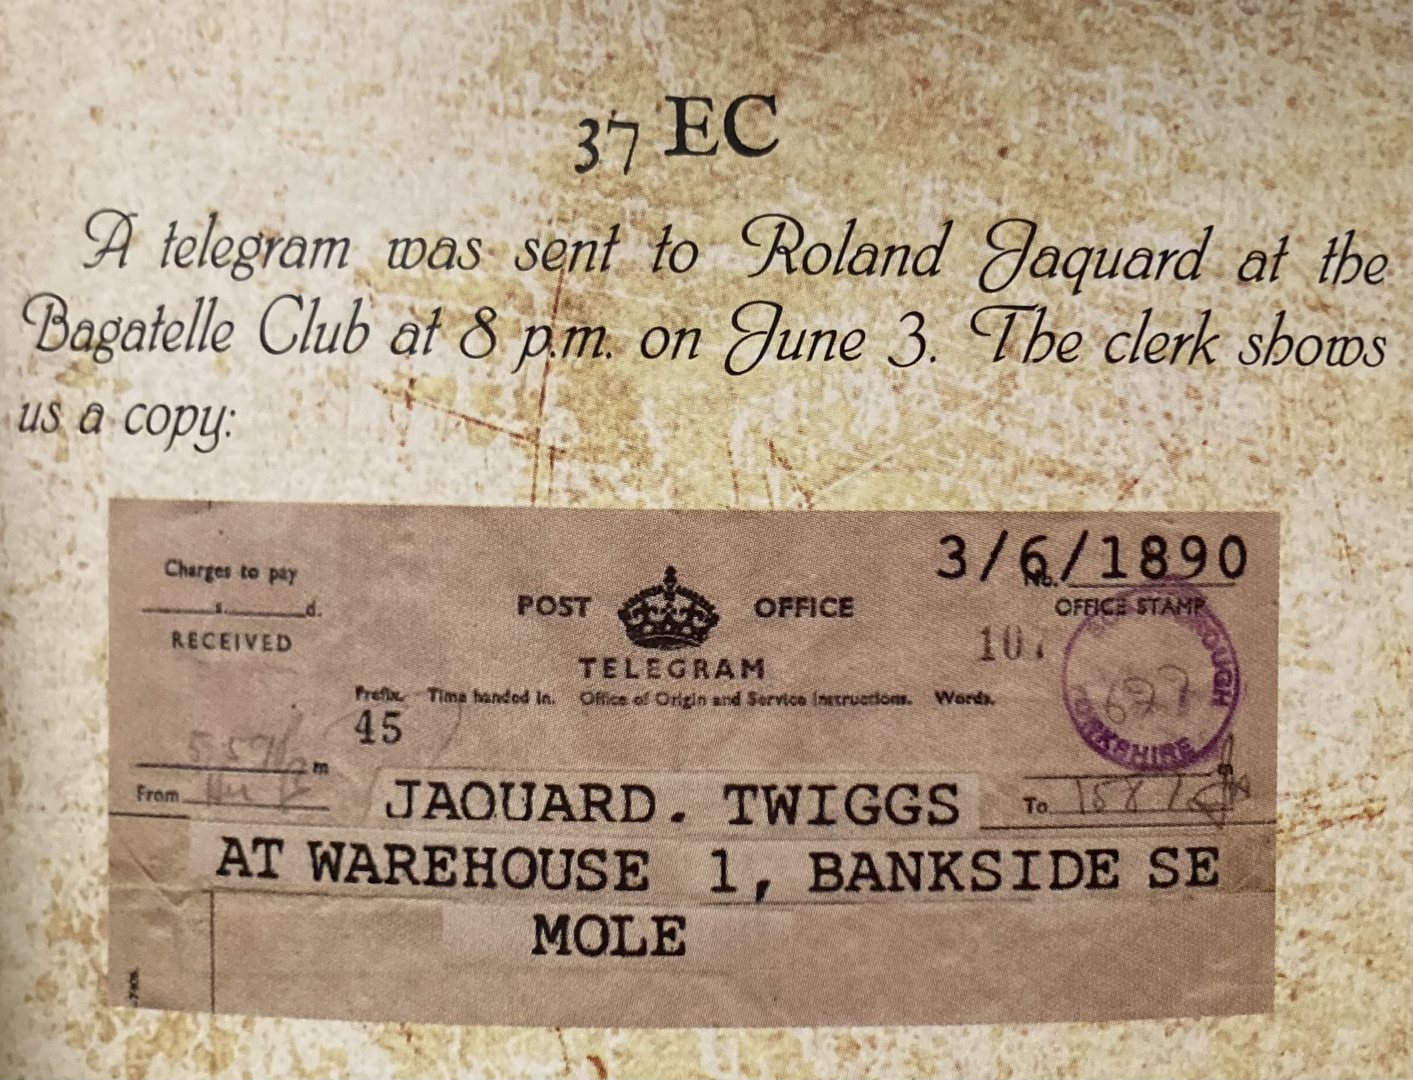 37 EC
A telegram was sent to Roland Jaquard at the
Bagatelle Club at 8 p.m. on June 3. The clerk shows
us a copy:
3/6/1890
Charges to pay
s. d.
RECEIVED
POST OFFICE
TELEGRAM
No.
OFFICE STAMP
107
Prefix. Time handed in. Office of Origin and Service Instructions. Words.
45
YORKSHIRE
m
From
To
m
JAQUARD. TWIGGS
AT WAREHOUSE 1, BANKSIDE SE
MOLE